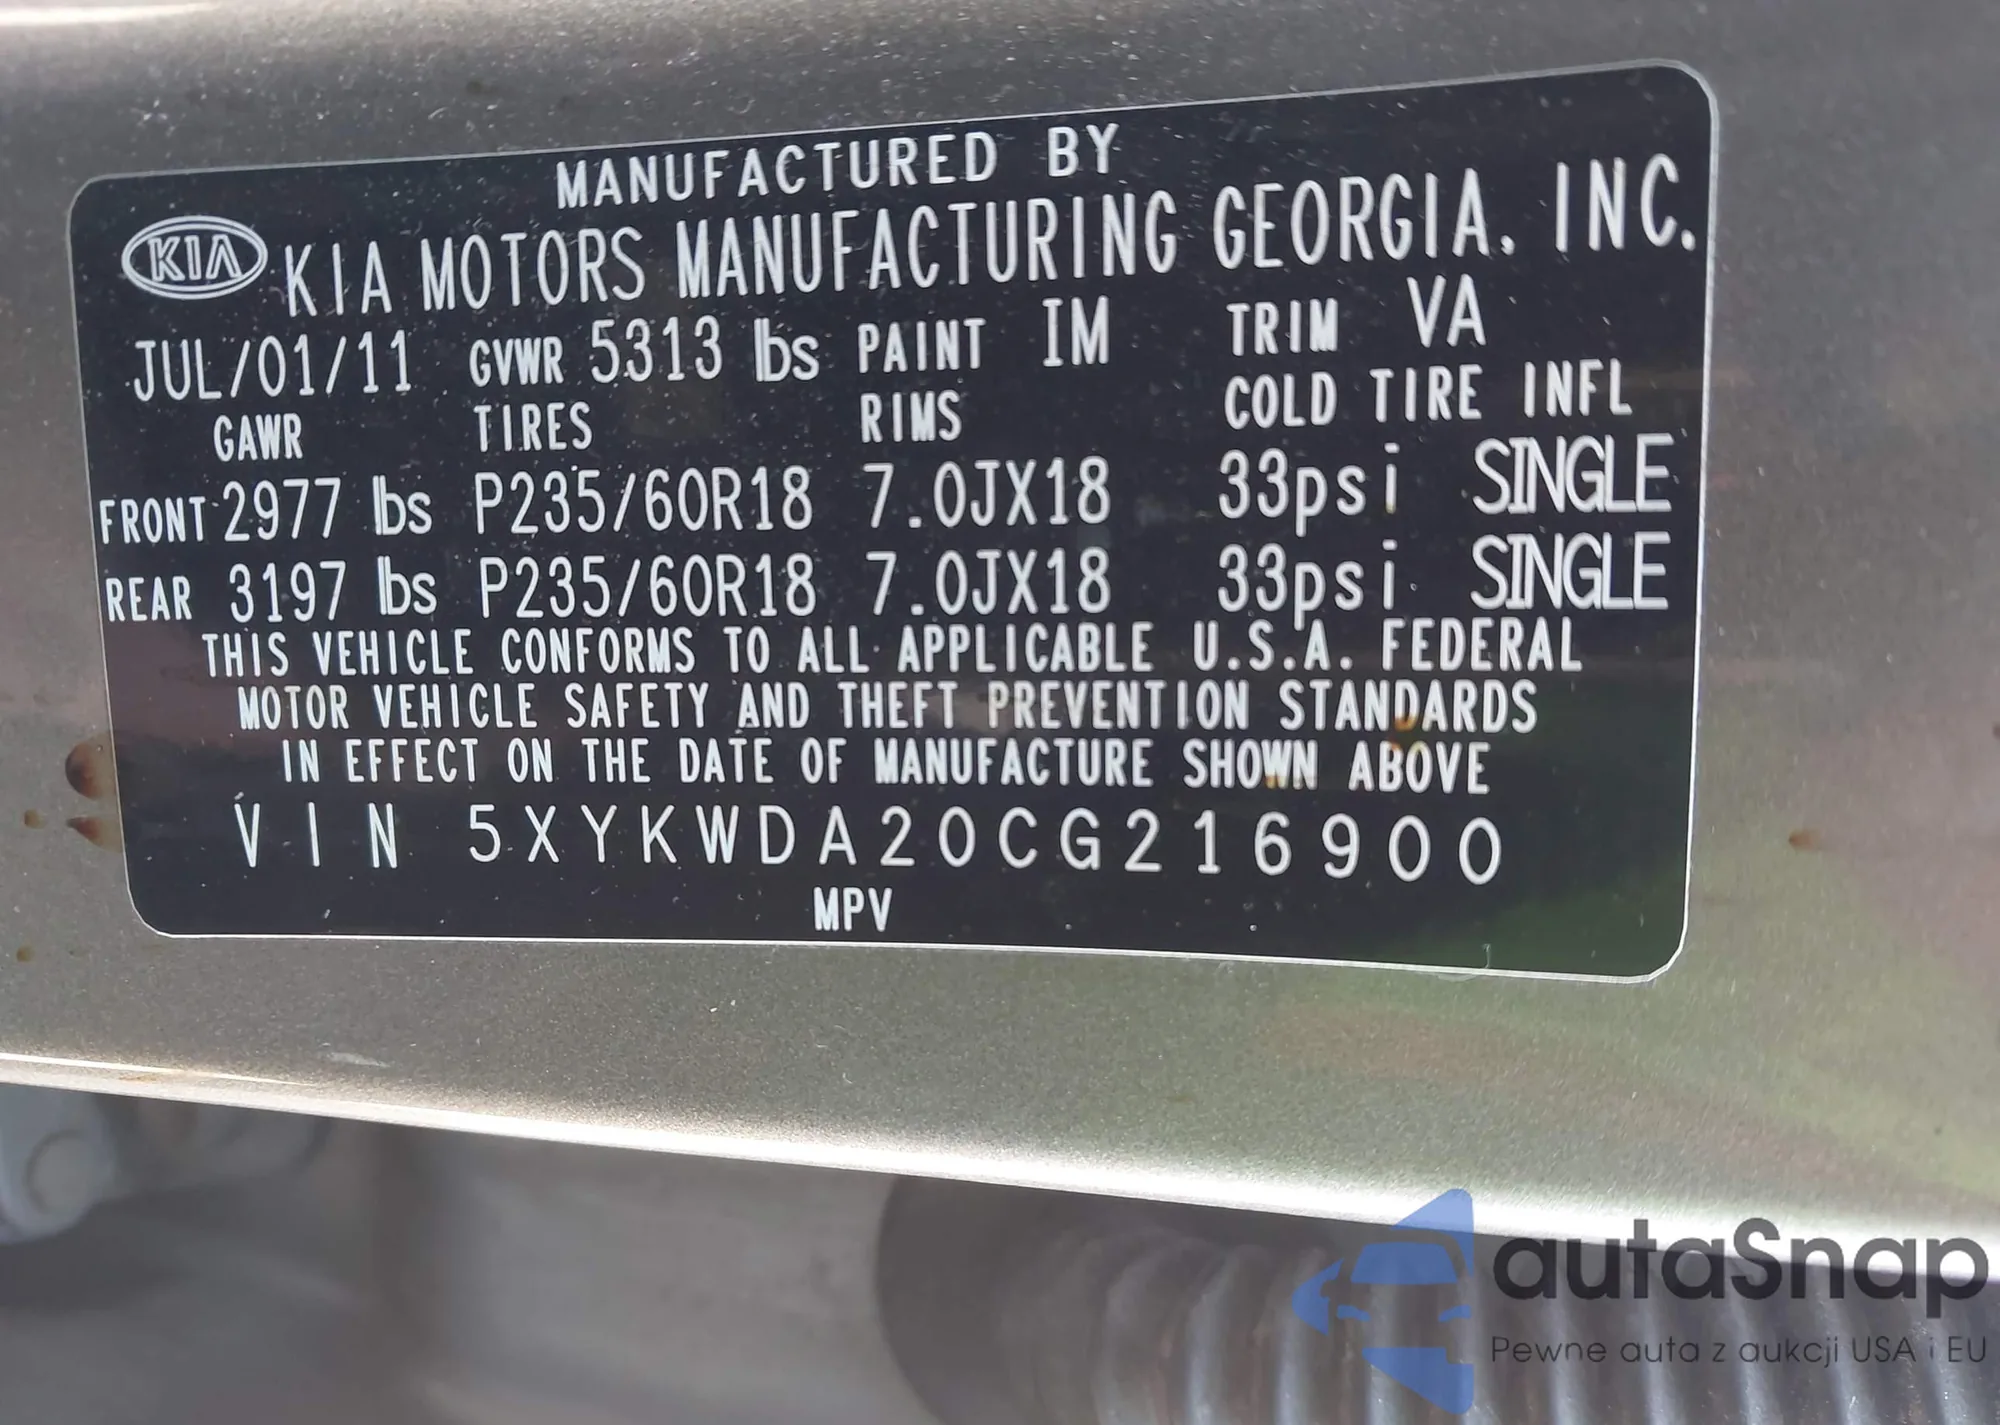 MANUFACTURED BY
KIA KIA MOTORS MANUFACTURING GEORGIA, INC.
JUL/01/11 GVWR 5313 lbs PAINT IM TRIM VA
GAWR TIRES RIMS COLD TIRE INFL
FRONT 2977 lbs P235/60R18 7.0JX18 33psi SINGLE
REAR 3197 lbs P235/60R18 7.0JX18 33psi SINGLE
THIS VEHICLE CONFORMS TO ALL APPLICABLE U.S.A. FEDERAL
MOTOR VEHICLE SAFETY AND THEFT PREVENTION STANDARDS
IN EFFECT ON THE DATE OF MANUFACTURE SHOWN ABOVE
VIN 5XYKWDA20CG216900
MPV
autaSnap
Pewne auta z aukcji USA i EU